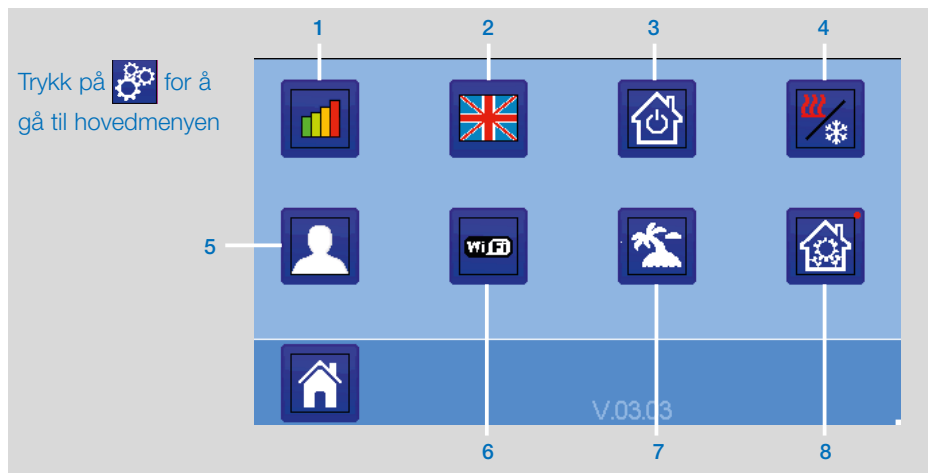 1 2 3 4
Trykk på for å
gå til hovedmenyen
5
WiFi
V.03.03
6 7 8